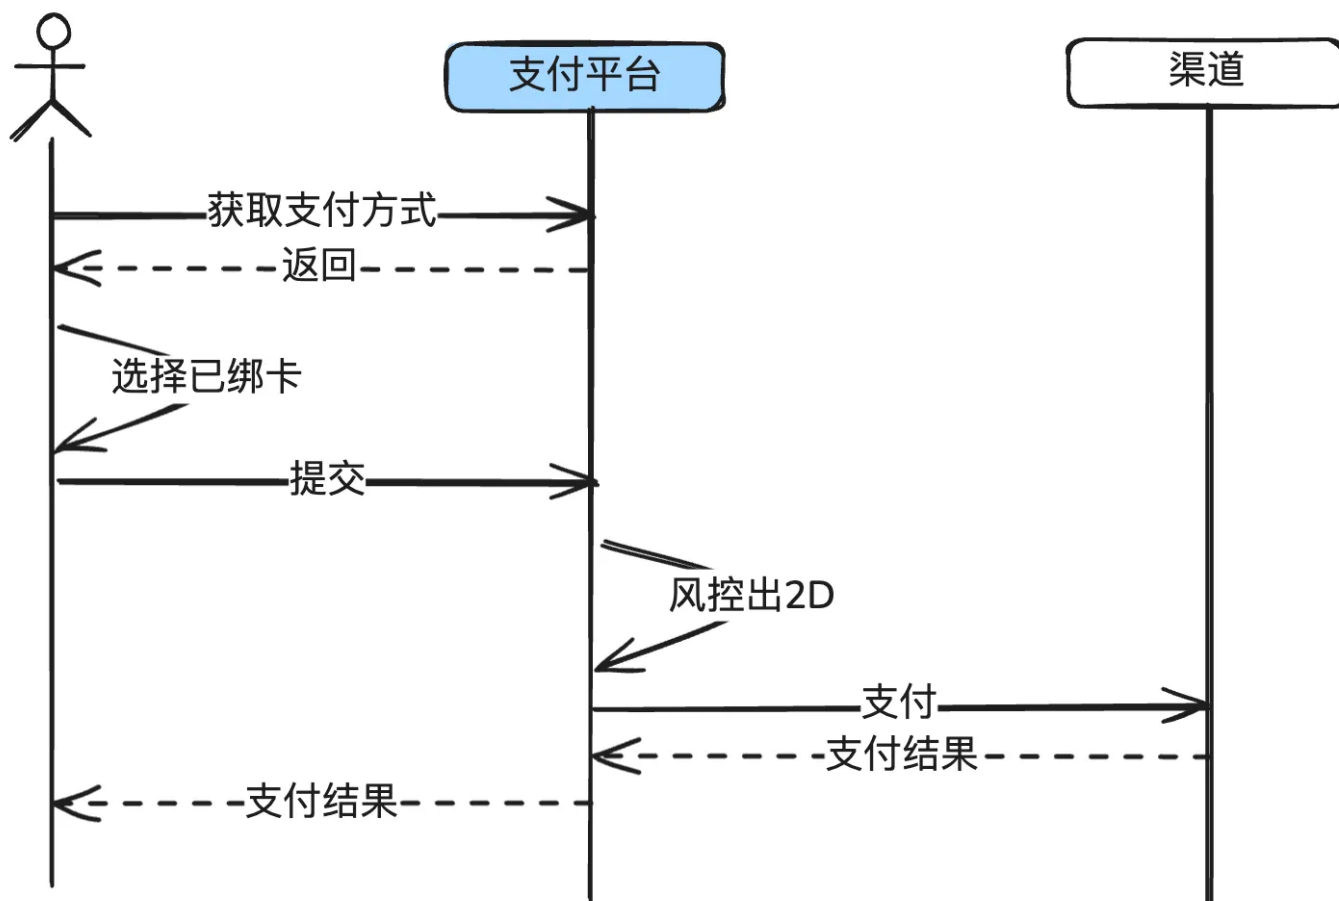 支付平台
渠道
获取支付方式
返回
选择已绑卡
提交
风控出2D
支付
支付结果
支付结果